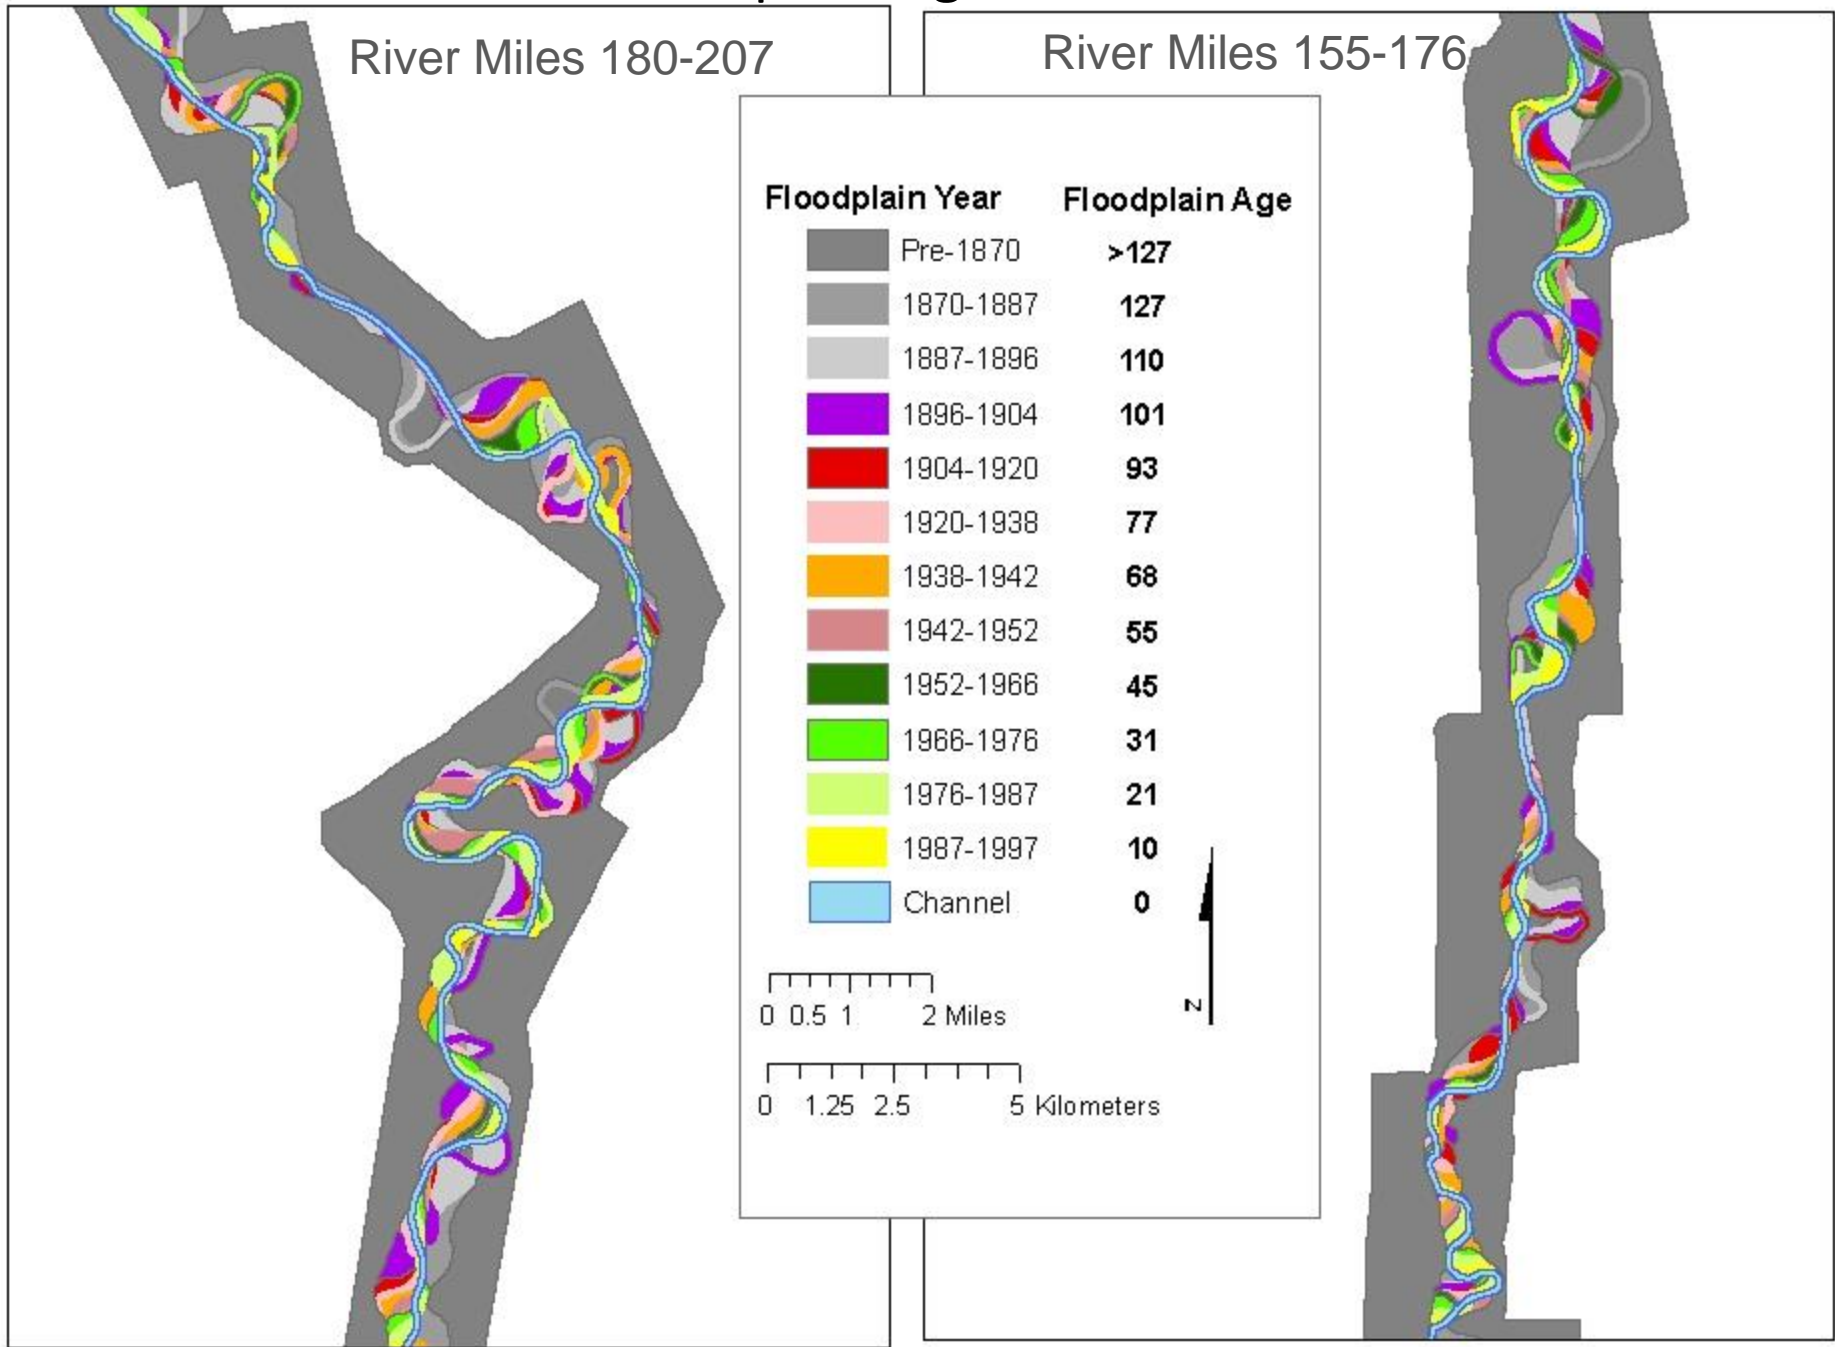 River Miles 180-207
River Miles 155-176
Floodplain Year Floodplain Age
Pre-1870 >127
1870-1887 127
1887-1896 110
1896-1904 101
1904-1920 93
1920-1938 77
1938-1942 68
1942-1952 55
1952-1966 45
1966-1976 31
1976-1987 21
1987-1997 10
Channel 0
0 0.5 1 2 Miles
N
0 1.25 2.5 5 Kilometers